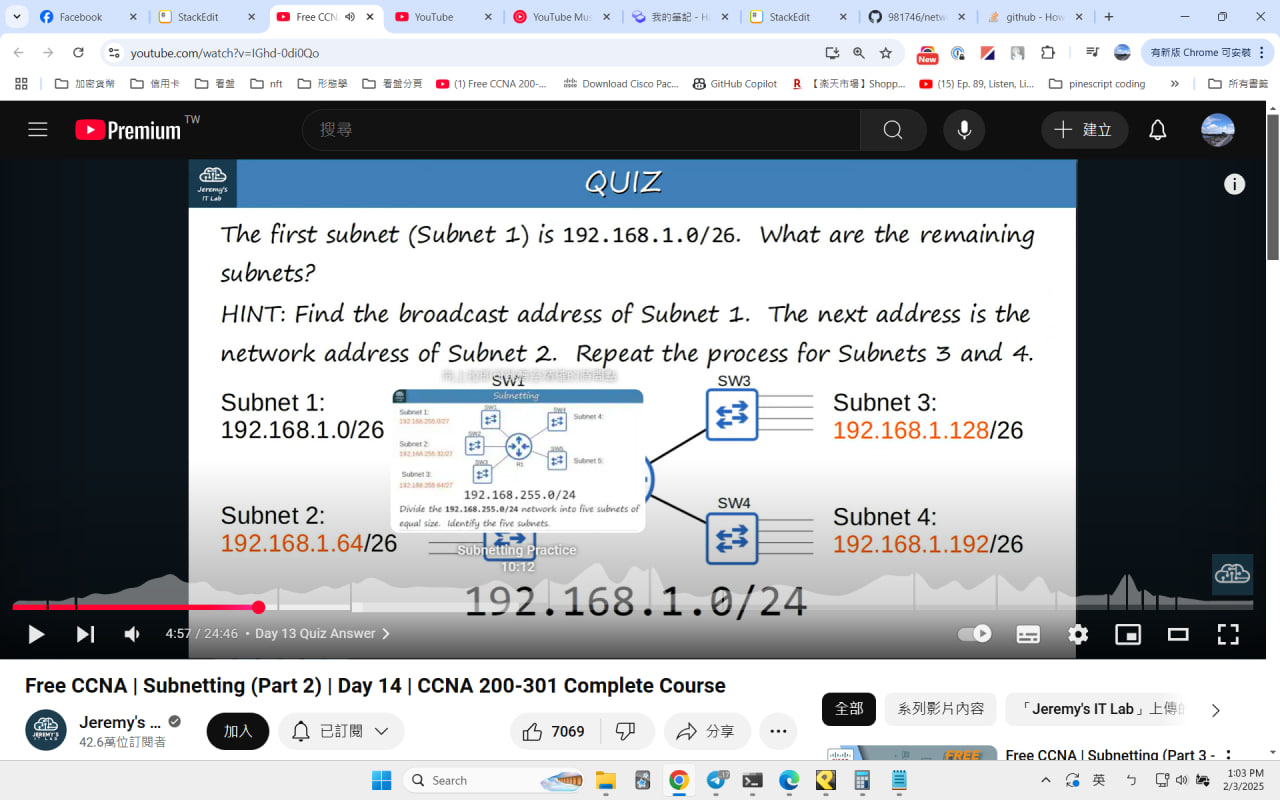 Facebook
StackEdit
Free CCN
YouTube
YouTube Mus
我的筆記 - Ha
StackEdit
981746/netw
github - How
youtube.com/watch?v=IGhd-0di0Qo
New
有新版 Chrome 可安裝
加密貨幣
信用卡
看盤
nft
形態學
看盤分頁
(1) Free CCNA 200-...
Download Cisco Pac...
GitHub Copilot
【楽天市場】Shopp...
(15) Ep. 89, Listen, Li...
pinescript coding
所有書籤
Premium TW
搜尋
建立
Jeremy's
IT Lab
QUIZ
The first subnet (Subnet 1) is 192.168.1.0/26. What are the remaining
subnets?
HINT: Find the broadcast address of Subnet 1. The next address is the
network address of Subnet 2. Repeat the process for Subnets 3 and 4.
SW1
SW3
Subnet 1:
192.168.1.0/26
Subnet 3:
192.168.1.128/26
Subnetting
Subnet 1:
192.168.255.0/27
Subnet 2:
192.168.255.32/27
Subnet 3:
192.168.255.64/27
SW1
SW2
SW3
R1
SW4
SW5
Subnet 4:
Subnet 5:
192.168.255.0/24
Divide the 192.168.255.0/24 network into five subnets of
equal size. Identify the five subnets.
SW4
Subnet 2:
192.168.1.64/26
Subnet 4:
192.168.1.192/26
Subnetting Practice
10:12
192.168.1.0/24
4:57 / 24:46 • Day 13 Quiz Answer
Free CCNA | Subnetting (Part 2) | Day 14 | CCNA 200-301 Complete Course
Jeremy's ...
42.6萬位訂閱者
加入
已訂閱
7069
分享
全部
系列影片內容
「Jeremy's IT Lab」上傳的
Free CCNA | Subnetting (Part 3 -
FREE
Search
17
英
ㄅ
1:03 PM
2/3/2025